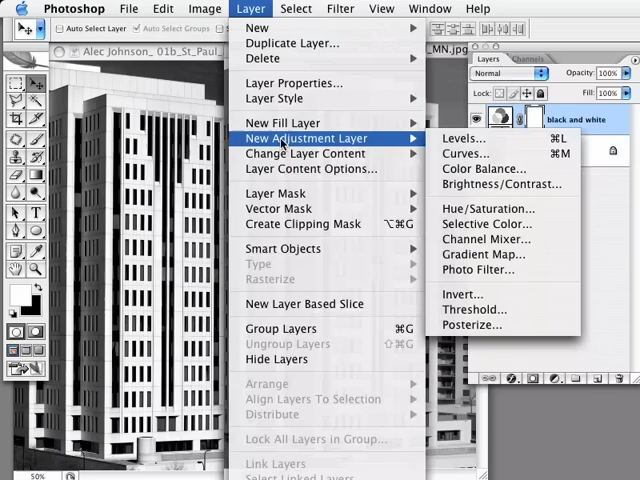 Photoshop File Edit Image Layer Select Filter View Window Help
Auto Select Layer Auto Select Groups
Alec Johnson_ 01b_St_Paul_ _MN.jpg
New
Duplicate Layer...
Delete
Layer Properties...
Layer Style
New Fill Layer
New Adjustment Layer
Change Layer Content
Layer Content Options...
Layer Mask
Vector Mask
Create Clipping Mask ⌥⌘G
Smart Objects
Type
Rasterize
New Layer Based Slice
Group Layers ⌘G
Ungroup Layers ⇧⌘G
Hide Layers
Arrange
Align Layers To Selection
Distribute
Lock All Layers in Group...
Link Layers
Select Linked Layers
Levels... ⌘L
Curves... ⌘M
Color Balance...
Brightness/Contrast...
Hue/Saturation...
Selective Color...
Channel Mixer...
Gradient Map...
Photo Filter...
Invert...
Threshold...
Posterize...
Layers Channels
Normal Opacity: 100%
Lock: Fill: 100%
black and white
50%